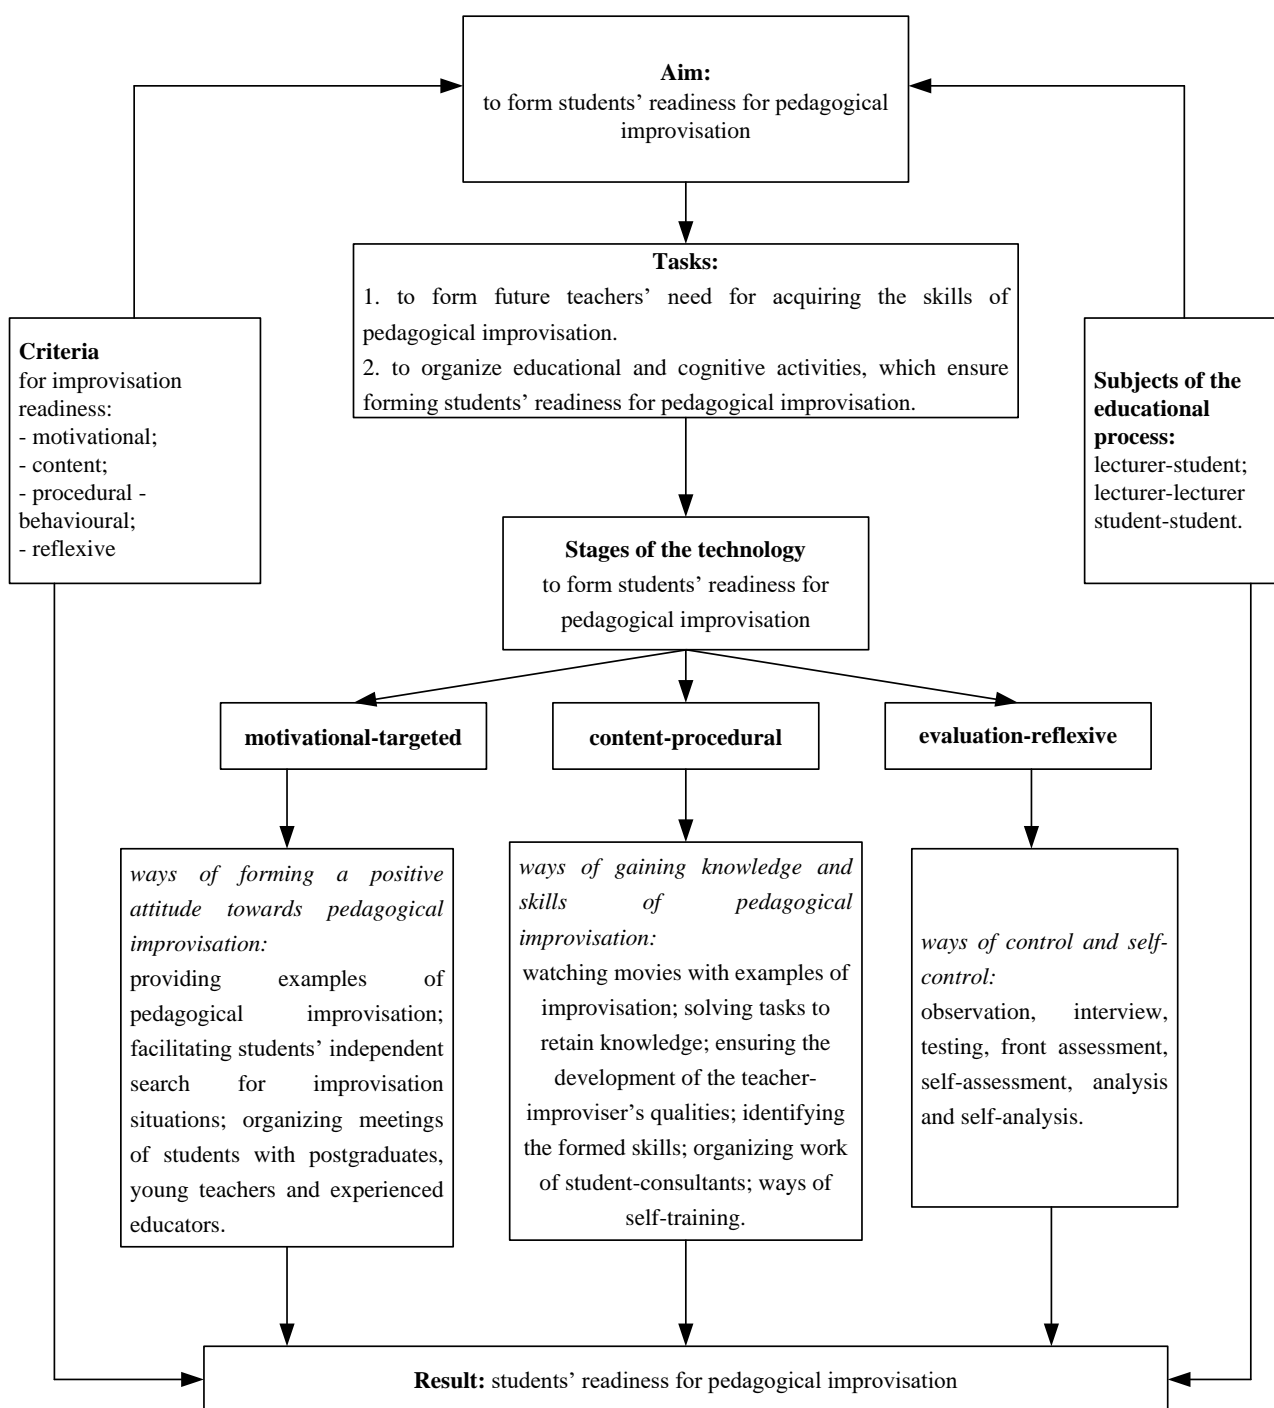 Aim:
to form students’ readiness for pedagogical
improvisation
Tasks:
1. to form future teachers’ need for acquiring the skills of
pedagogical improvisation.
2. to organize educational and cognitive activities, which ensure
forming students’ readiness for pedagogical improvisation.
Criteria
for improvisation
readiness:
- motivational;
- content;
- procedural -
behavioural;
- reflexive
Subjects of the
educational
process:
lecturer-student;
lecturer-lecturer
student-student.
Stages of the technology
to form students’ readiness for
pedagogical improvisation
motivational-targeted
content-procedural
evaluation-reflexive
ways of forming a positive
attitude towards pedagogical
improvisation:
providing examples of
pedagogical improvisation;
facilitating students’ independent
search for improvisation
situations; organizing meetings
of students with postgraduates,
young teachers and experienced
educators.
ways of gaining knowledge and
skills of pedagogical
improvisation:
watching movies with examples of
improvisation; solving tasks to
retain knowledge; ensuring the
development of the teacher-
improviser’s qualities; identifying
the formed skills; organizing work
of student-consultants; ways of
self-training.
ways of control and self-
control:
observation, interview,
testing, front assessment,
self-assessment, analysis
and self-analysis.
Result: students’ readiness for pedagogical improvisation